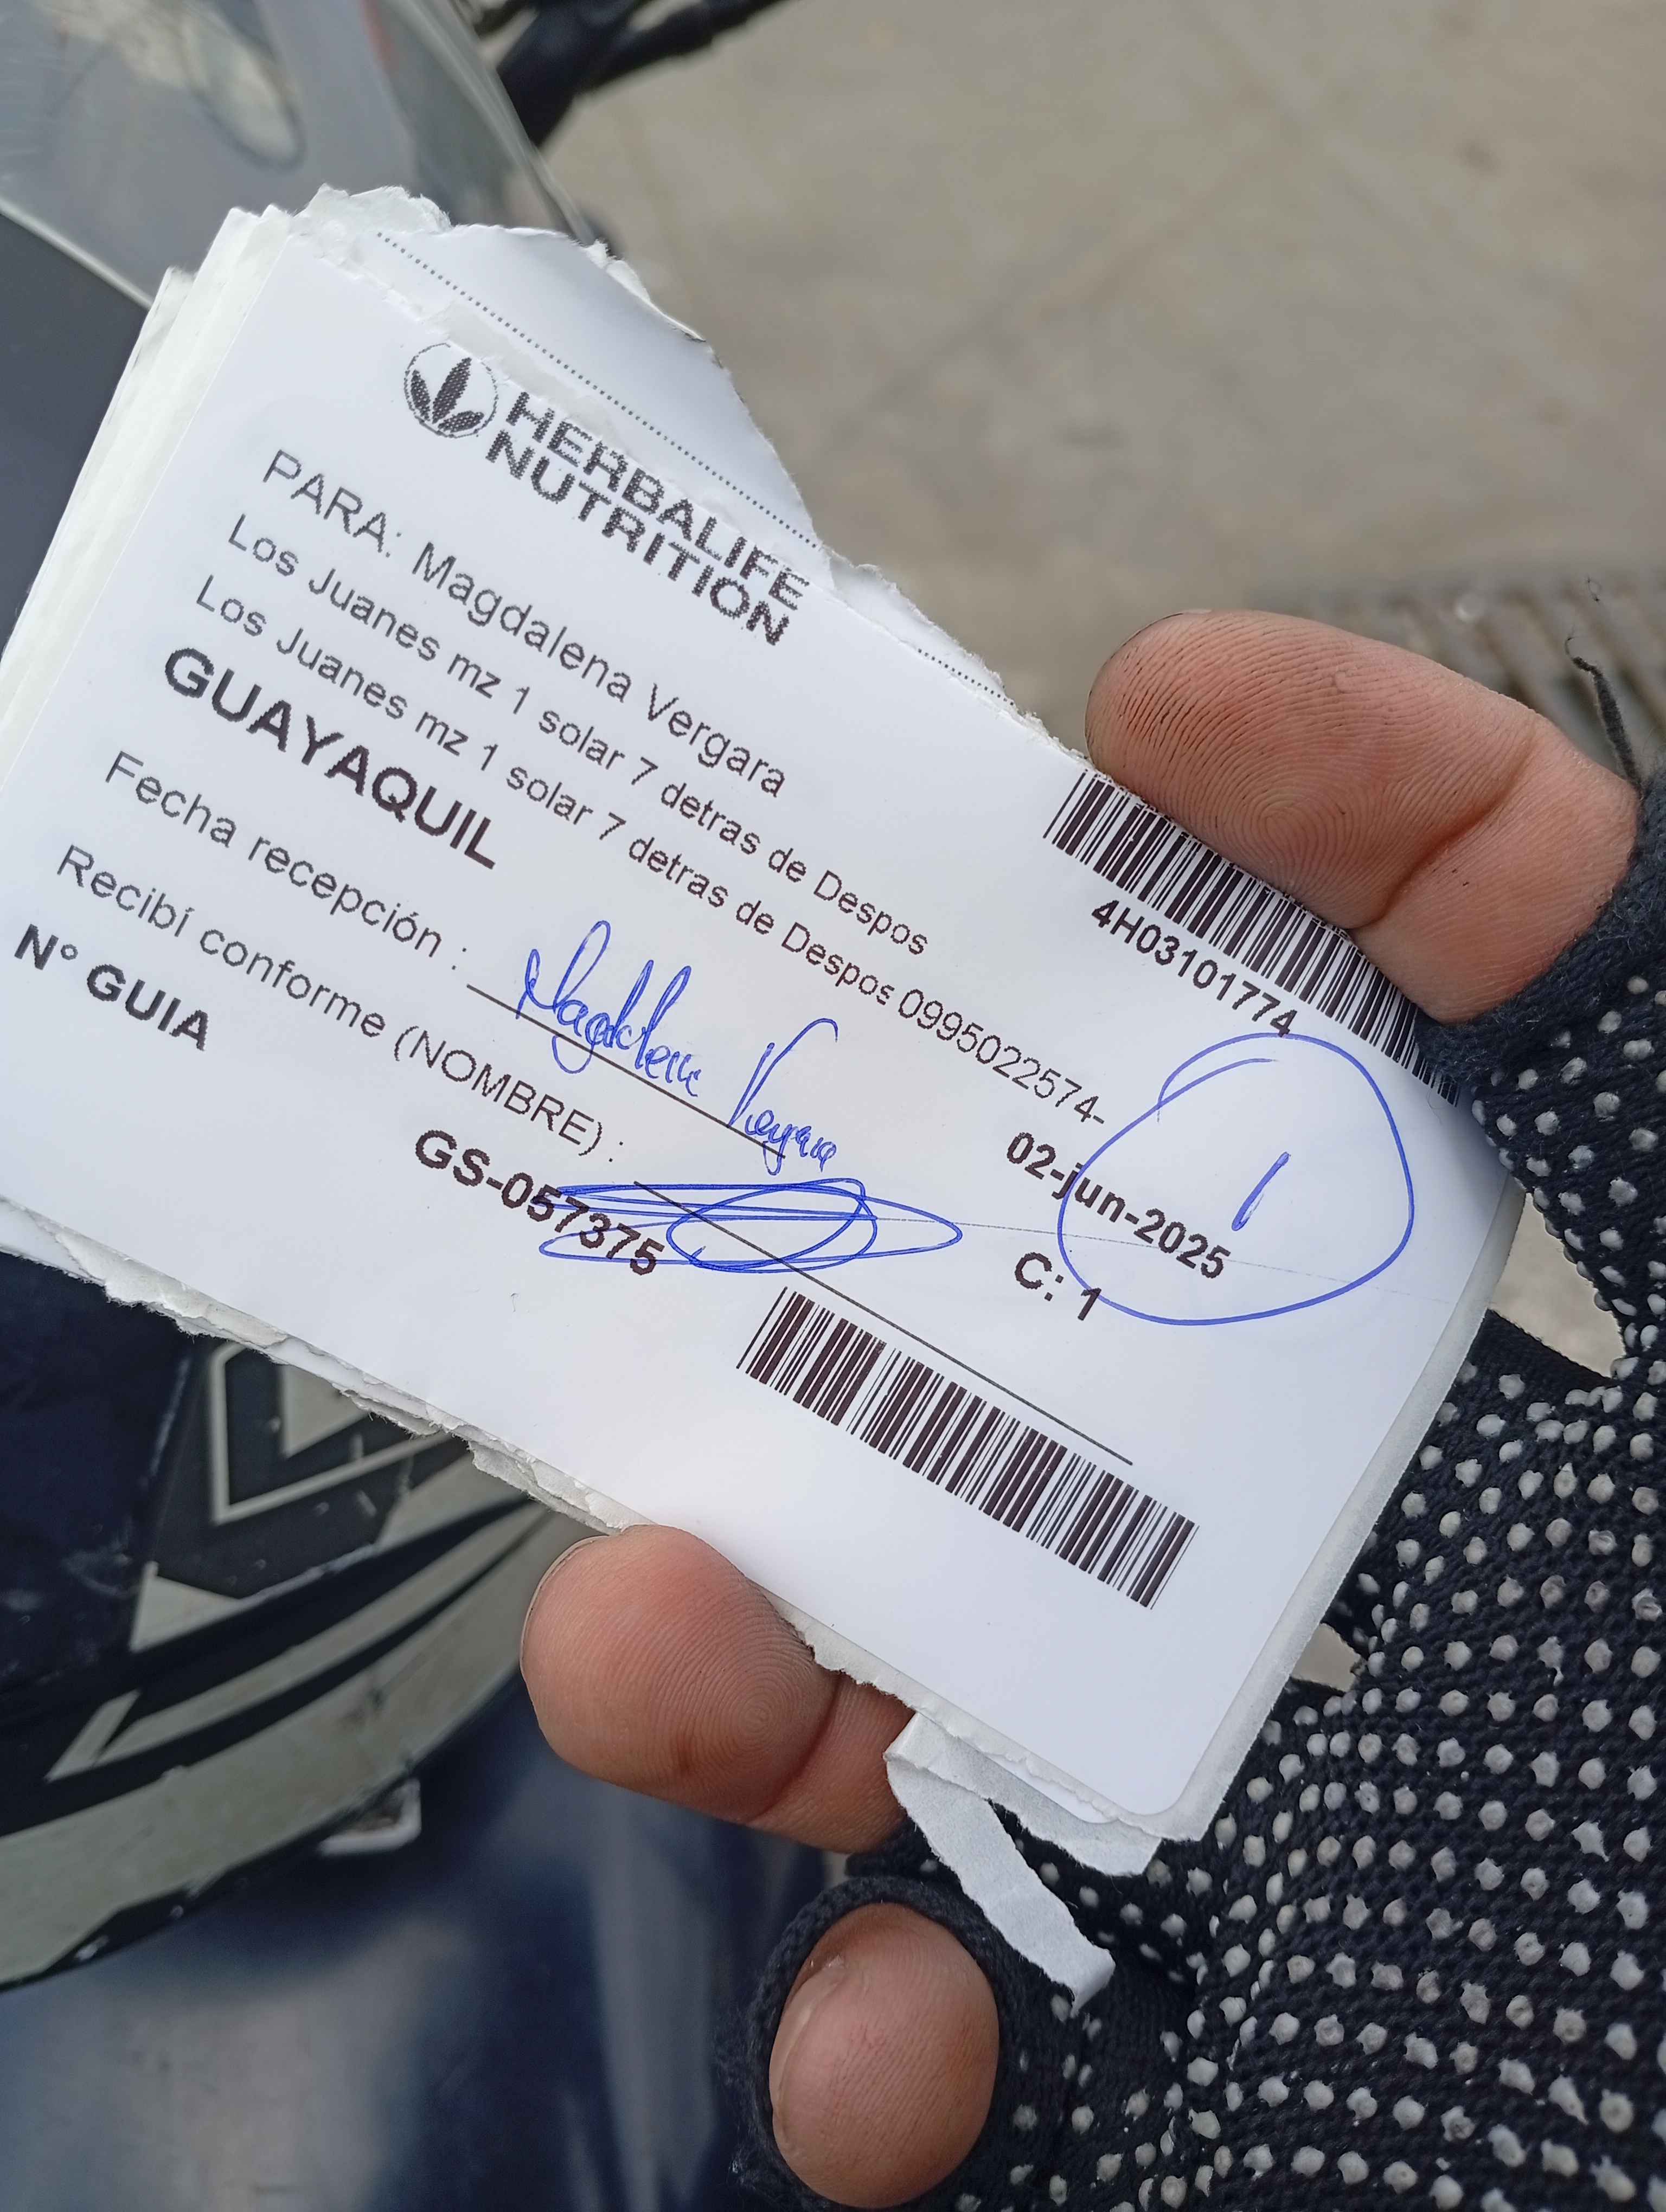 HERBALIFE
NUTRITION
PARA: Magdalena Vergara
Los Juanes mz 1 solar 7 detras de Despos
Los Juanes mz 1 solar 7 detras de Despos 0995022574-
GUAYAQUIL
4H03101774
02-jun-2025
1
C: 1
Fecha recepción :
Magdalena Vergara
Recibí conforme (NOMBRE) :
N° GUIA
GS-057375